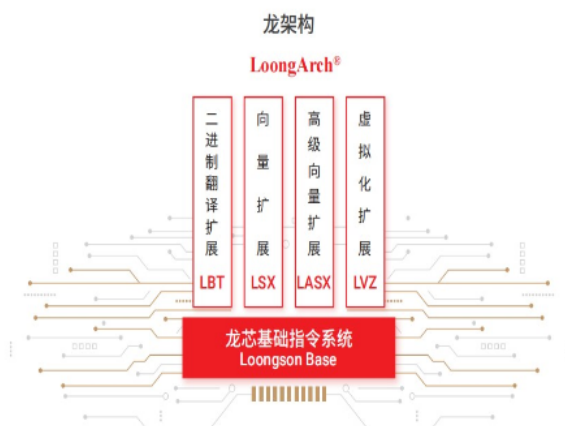 龙架构
LoongArch®
二进制翻译扩展
LBT
向量扩展
LSX
高级向量扩展
LASX
虚拟化扩展
LVZ
龙芯基础指令系统
Loongson Base